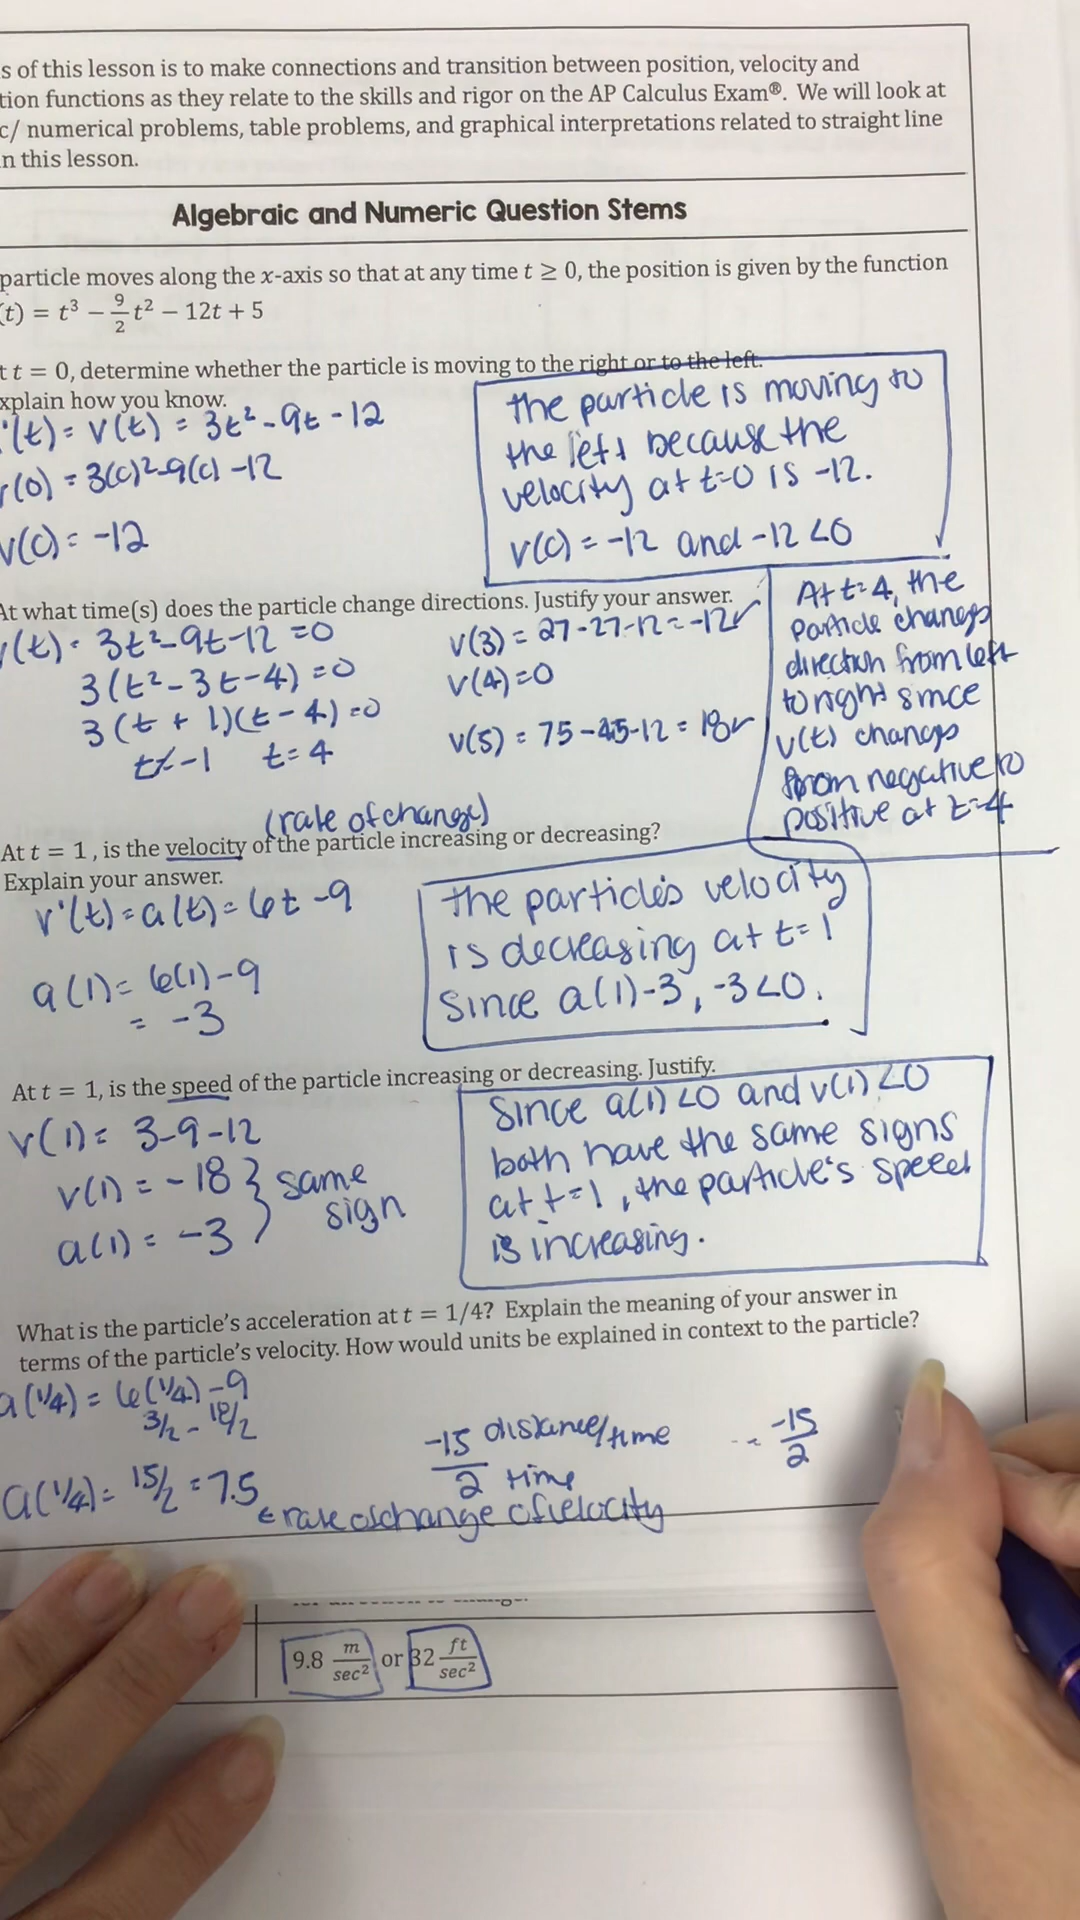 s of this lesson is to make connections and transition between position, velocity and
tion functions as they relate to the skills and rigor on the AP Calculus Exam®. We will look at
c/ numerical problems, table problems, and graphical interpretations related to straight line
n this lesson.
Algebraic and Numeric Question Stems
particle moves along the x-axis so that at any time t ≥ 0, the position is given by the function
(t) = t³ − 9/2 t² − 12t + 5
t t = 0, determine whether the particle is moving to the right or to the left.
xplain how you know.
'(t) = v(t) = 3t² - 9t - 12
v(0) = 3(0)² - 9(0) - 12
v(0) = -12
the particle is moving to
the left because the
velocity at t=0 is -12.
v(0) = -12 and -12 < 0
At what time(s) does the particle change directions. Justify your answer.
v(t) = 3t² - 9t - 12 = 0
3(t² - 3t - 4) = 0
3(t + 1)(t - 4) = 0
t≠-1 t = 4
v(3) = 27 - 27 - 12 = -12 ✓
v(4) = 0
v(5) = 75 - 45 - 12 = 18 ✓
At t=4, the
particle changes
direction from left
to right since
v(t) changes
from negative to
positive at t=4
(rate of change)
At t = 1, is the velocity of the particle increasing or decreasing?
Explain your answer.
v'(t) = a(t) = 6t - 9
a(1) = 6(1) - 9
= -3
the particle's velocity
is decreasing at t=1
since a(1)-3, -3<0.
At t = 1, is the speed of the particle increasing or decreasing. Justify.
v(1) = 3-9-12
v(1) = -18 } same
a(1) = -3 sign
Since a(1) < 0 and v(1) < 0
both have the same signs
at t=1, the particle's speed
is increasing.
What is the particle's acceleration at t = 1/4? Explain the meaning of your answer in
terms of the particle's velocity. How would units be explained in context to the particle?
a(1/4) = 6(1/4) - 9
3/2 - 18/2
a(1/4) = 15/2 = 7.5
-15/2 distance/time / time
= -15/2
← rate of change of velocity
9.8 m/sec² or 32 ft/sec²